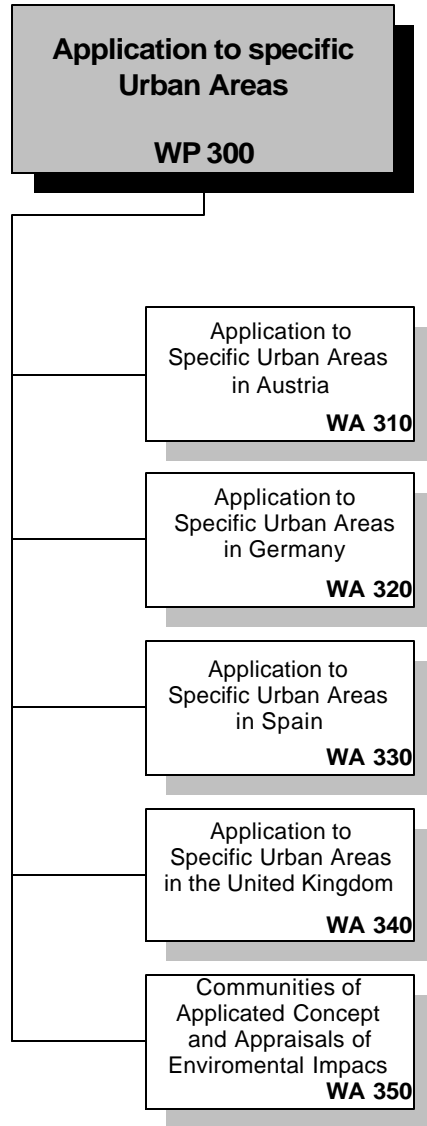 Application to specific
Urban Areas
WP 300
Application to
Specific Urban Areas
in Austria
WA 310
Application to
Specific Urban Areas
in Germany
WA 320
Application to
Specific Urban Areas
in Spain
WA 330
Application to
Specific Urban Areas
in the United Kingdom
WA 340
Communities of
Applicated Concept
and Appraisals of
Enviromental Impacs
WA 350